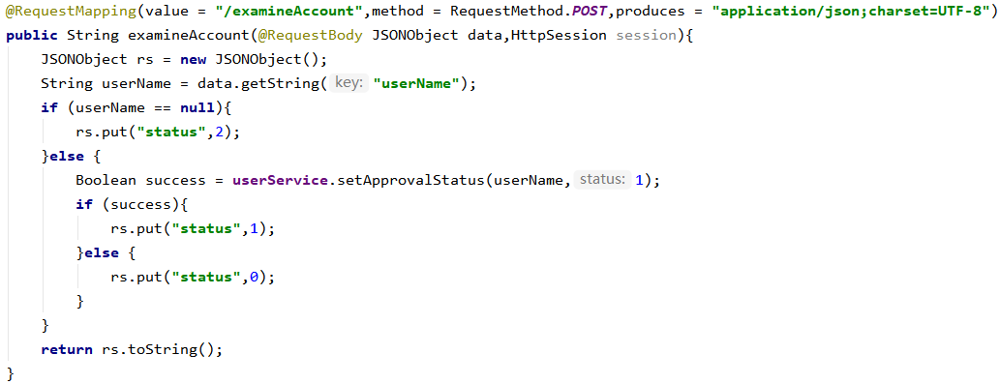 @RequestMapping(value = "/examineAccount",method = RequestMethod.POST,produces = "application/json;charset=UTF-8")
public String examineAccount(@RequestBody JSONObject data,HttpSession session){
    JSONObject rs = new JSONObject();
    String userName = data.getString( key: "userName");
    if (userName == null){
        rs.put("status",2);
    }else {
        Boolean success = userService.setApprovalStatus(userName, status: 1);
        if (success){
            rs.put("status",1);
        }else {
            rs.put("status",0);
        }
    }
    return rs.toString();
}